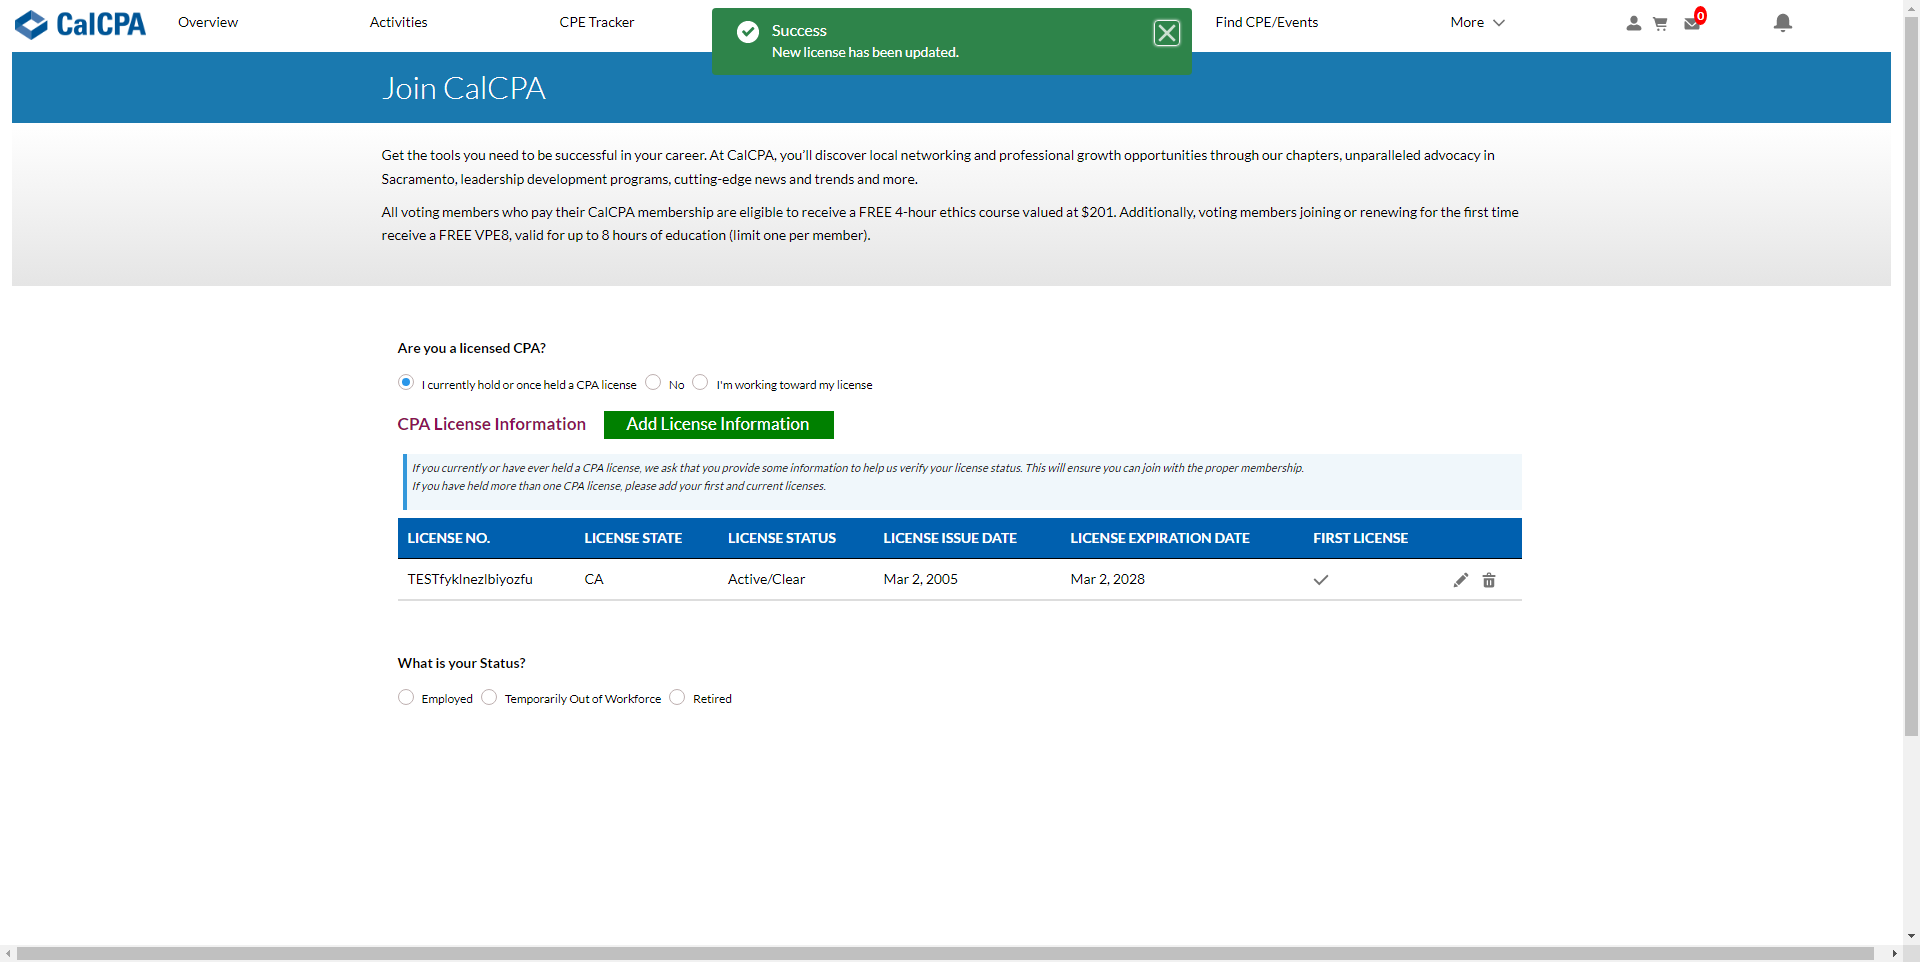 CalCPA
Overview
Activities
CPE Tracker
Find CPE/Events
More
0
Success
New license has been updated.
Join CalCPA
Get the tools you need to be successful in your career. At CalCPA, you’ll discover local networking and professional growth opportunities through our chapters, unparalleled advocacy in
Sacramento, leadership development programs, cutting-edge news and trends and more.
All voting members who pay their CalCPA membership are eligible to receive a FREE 4-hour ethics course valued at $201. Additionally, voting members joining or renewing for the first time
receive a FREE VPE8, valid for up to 8 hours of education (limit one per member).
Are you a licensed CPA?
I currently hold or once held a CPA license No I'm working toward my license
CPA License Information Add License Information
If you currently or have ever held a CPA license, we ask that you provide some information to help us verify your license status. This will ensure you can join with the proper membership.
If you have held more than one CPA license, please add your first and current licenses.
LICENSE NO. LICENSE STATE LICENSE STATUS LICENSE ISSUE DATE LICENSE EXPIRATION DATE FIRST LICENSE
TESTfyklnezlbiyozfu CA Active/Clear Mar 2, 2005 Mar 2, 2028
What is your Status?
Employed Temporarily Out of Workforce Retired